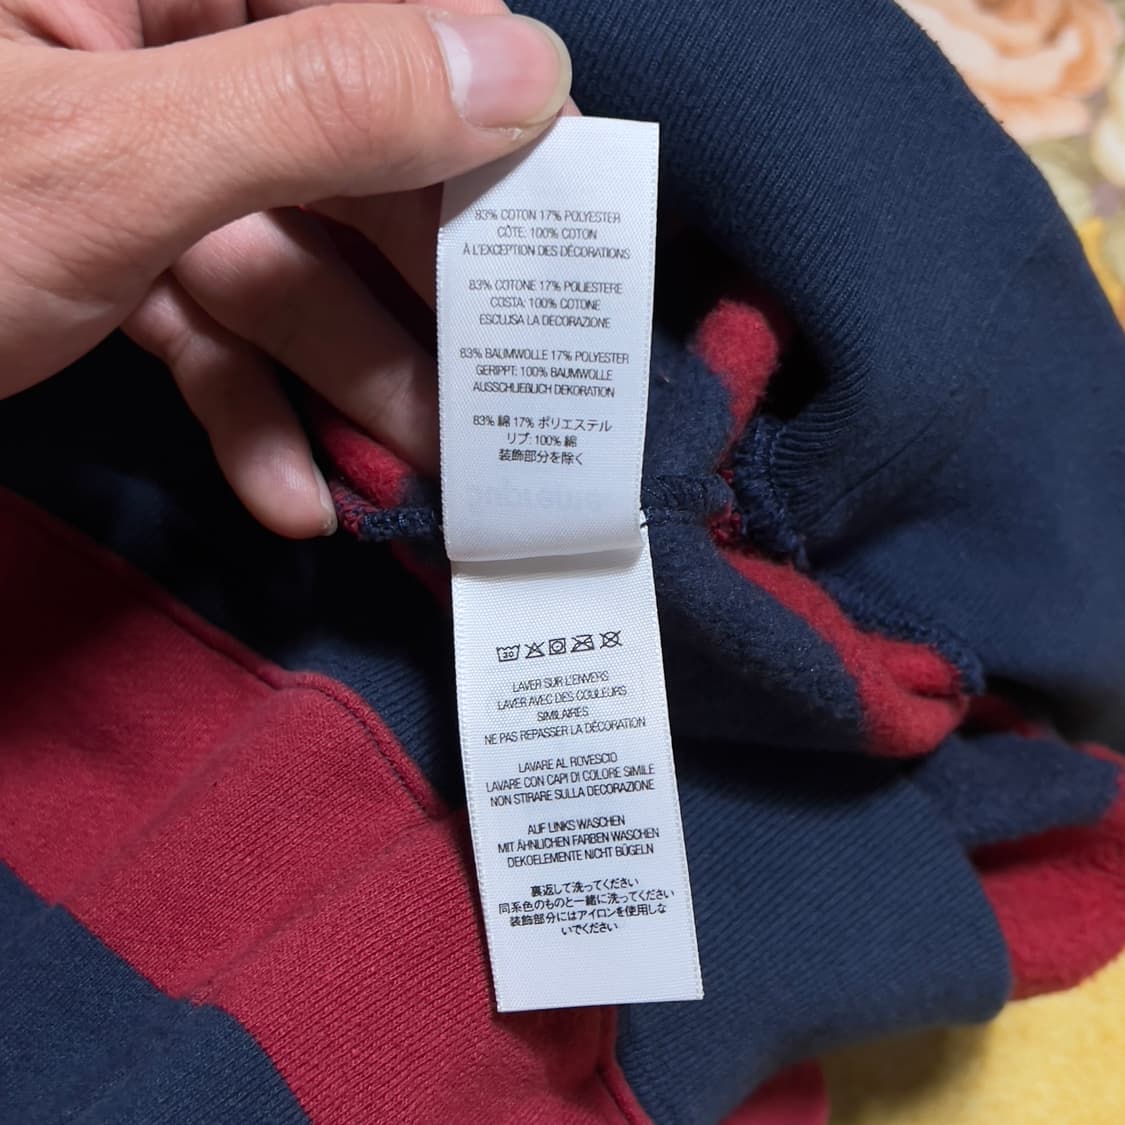 83% COTON 17% POLYESTER
CÔTE: 100% COTON
À L'EXCEPTION DES DÉCORATIONS
83% COTONE 17% POLIESTERE
COSTA: 100% COTONE
ESCLUSA LA DECORAZIONE
83% BAUMWOLLE 17% POLYESTER
GERIPPT: 100% BAUMWOLLE
AUSSCHLIEBLICH DEKORATION
83% 綿 17% ポリエステル
リブ: 100% 綿
装飾部分を除く
30
LAVER SUR L'ENVERS
LAVER AVEC DES COULEURS
SIMILAIRES
NE PAS REPASSER LA DÉCORATION
LAVARE AL ROVESCIO
LAVARE CON CAPI DI COLORE SIMILE
NON STIRARE SULLA DECORAZIONE
AUF LINKS WASCHEN
MIT ÄHNLICHEN FARBEN WASCHEN
DEKOELEMENTE NICHT BÜGELN
裏返して洗ってください
同系色のものと一緒に洗ってください
装飾部分にはアイロンを使用しな
いでください